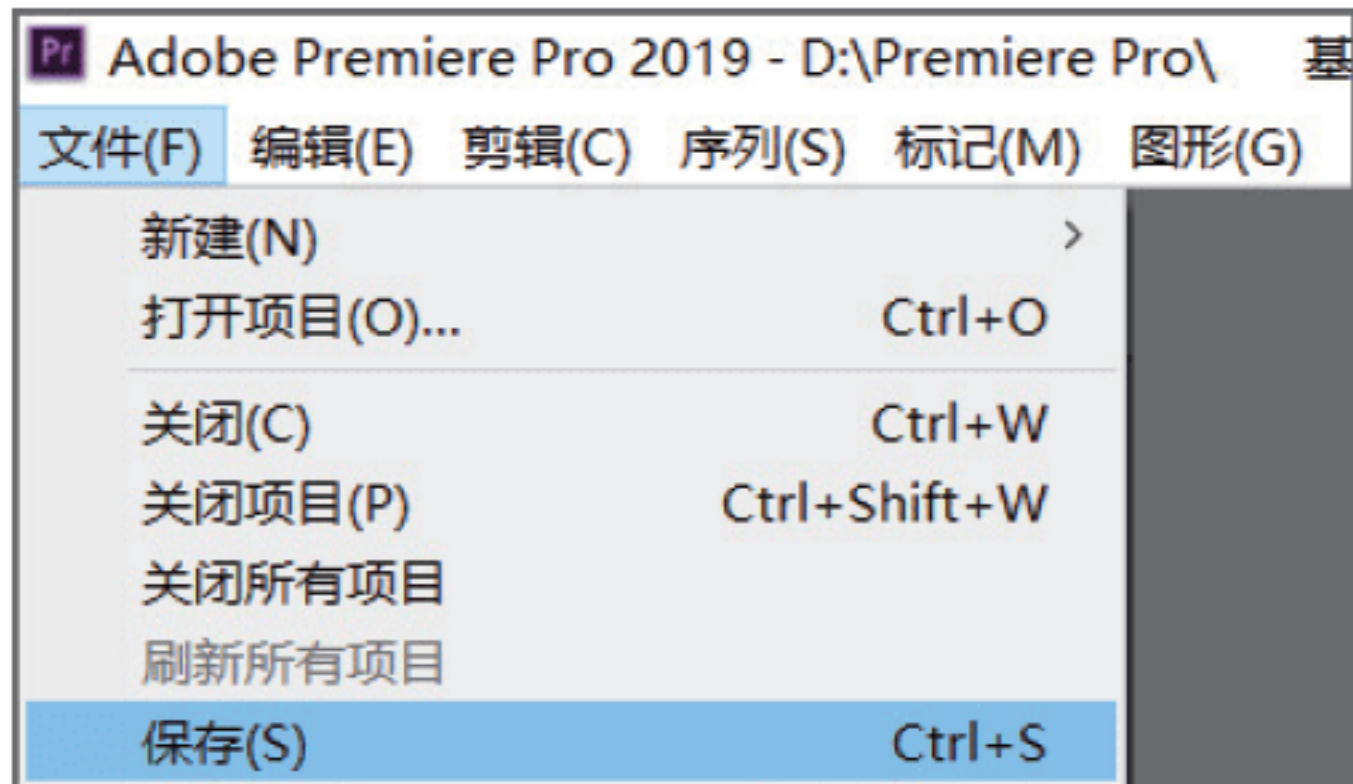 Pr Adobe Premiere Pro 2019 - D:\Premiere Pro\ 基
文件(F) 编辑(E) 剪辑(C) 序列(S) 标记(M) 图形(G)
新建(N) >
打开项目(O)... Ctrl+O
关闭(C) Ctrl+W
关闭项目(P) Ctrl+Shift+W
关闭所有项目
刷新所有项目
保存(S) Ctrl+S